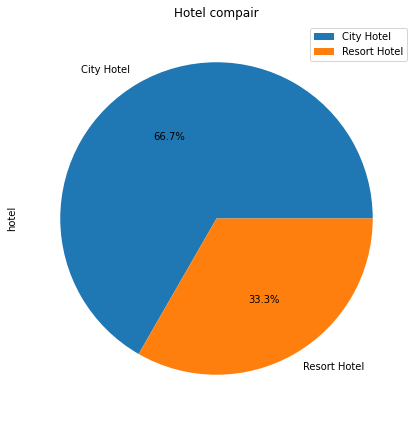 Hotel compair
City Hotel
Resort Hotel
City Hotel
66.7%
hotel
33.3%
Resort Hotel